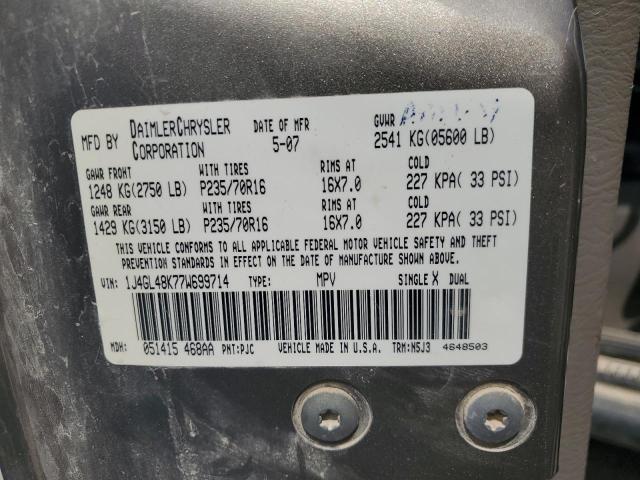 MFD BY DAIMLERCHRYSLER CORPORATION DATE OF MFR 5-07 GVWR 2541 KG(05600 LB)
GAWR FRONT WITH TIRES RIMS AT COLD
1248 KG(2750 LB) P235/70R16 16X7.0 227 KPA( 33 PSI)
GAWR REAR WITH TIRES RIMS AT COLD
1429 KG(3150 LB) P235/70R16 16X7.0 227 KPA( 33 PSI)
THIS VEHICLE CONFORMS TO ALL APPLICABLE FEDERAL MOTOR VEHICLE SAFETY AND THEFT
PREVENTION STANDARDS IN EFFECT ON THE DATE OF MANUFACTURE SHOWN ABOVE.
VIN: 1J4GL48K77W699714 TYPE: MPV SINGLE X DUAL
MDH: 051415 468AA PNT:PJC VEHICLE MADE IN U.S.A. TRM:N5J3 4648503